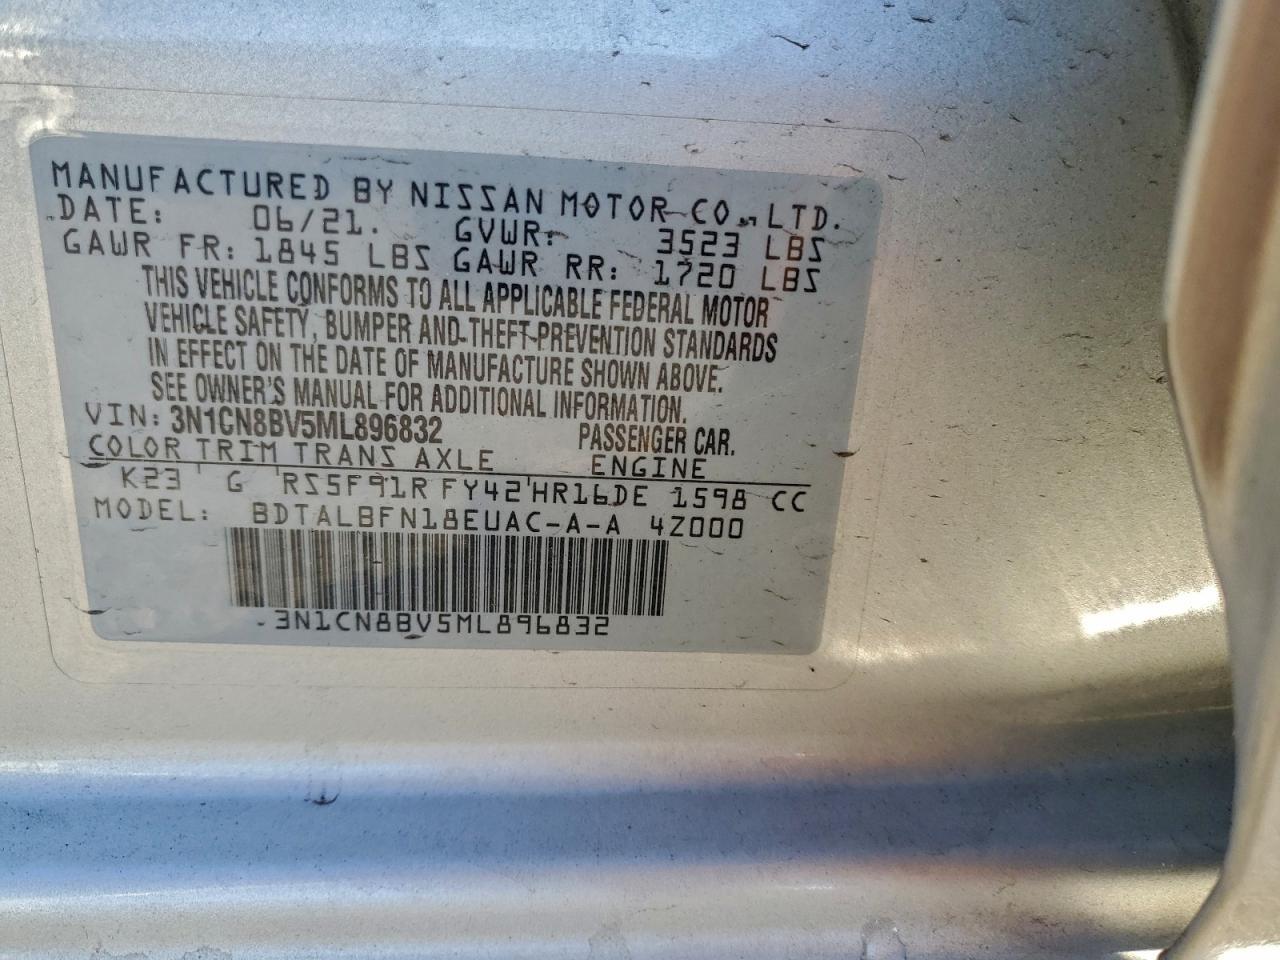 MANUFACTURED BY NISSAN MOTOR CO., LTD.
DATE: 06/21. GVWR: 3523 LBS
GAWR FR: 1845 LBS GAWR RR: 1720 LBS
THIS VEHICLE CONFORMS TO ALL APPLICABLE FEDERAL MOTOR
VEHICLE SAFETY, BUMPER AND THEFT PREVENTION STANDARDS
IN EFFECT ON THE DATE OF MANUFACTURE SHOWN ABOVE.
SEE OWNER'S MANUAL FOR ADDITIONAL INFORMATION.
VIN: 3N1CN8BV5ML896832 PASSENGER CAR.
COLOR TRIM TRANS AXLE ENGINE
K23 G RS5F91R FY42 HR16DE 1598 CC
MODEL: BDTALBFN18EUAC-A-A 4Z000
3N1CN8BV5ML896832